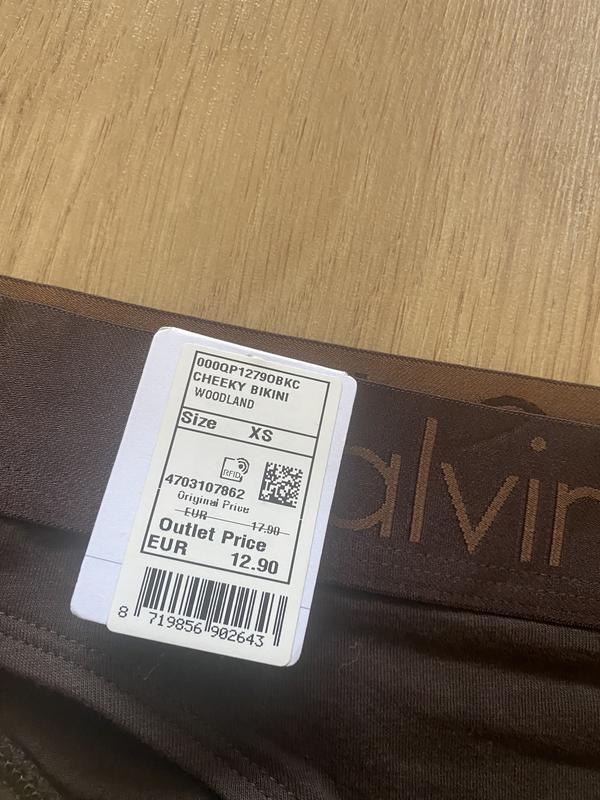 000QP1279OBKC
CHEEKY BIKINI
WOODLAND
Size XS
RFID
4703107862
Original Price
EUR 17.90
Outlet Price
EUR 12.90
8 719856 902643
alvin